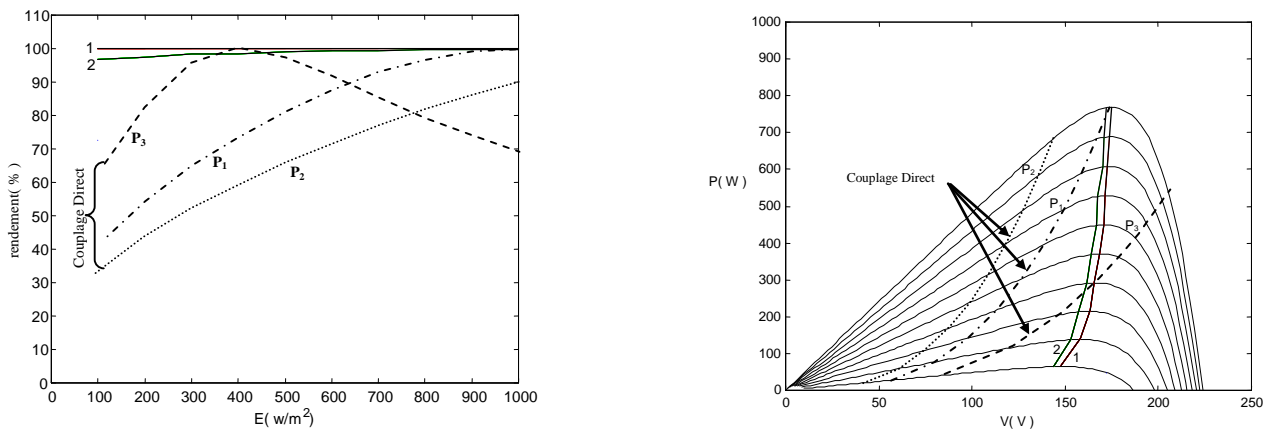 110
100
90
80
70
60
50
40
30
20
10
0
rendement( % )
1
2
P3
P1
P2
Couplage Direct
0 100 200 300 400 500 600 700 800 900 1000
E( w/m²)
1000
900
800
700
600
500
400
300
200
100
0
P( W )
Couplage Direct
P2
P1
P3
2
1
0 50 100 150 200 250
V( V )